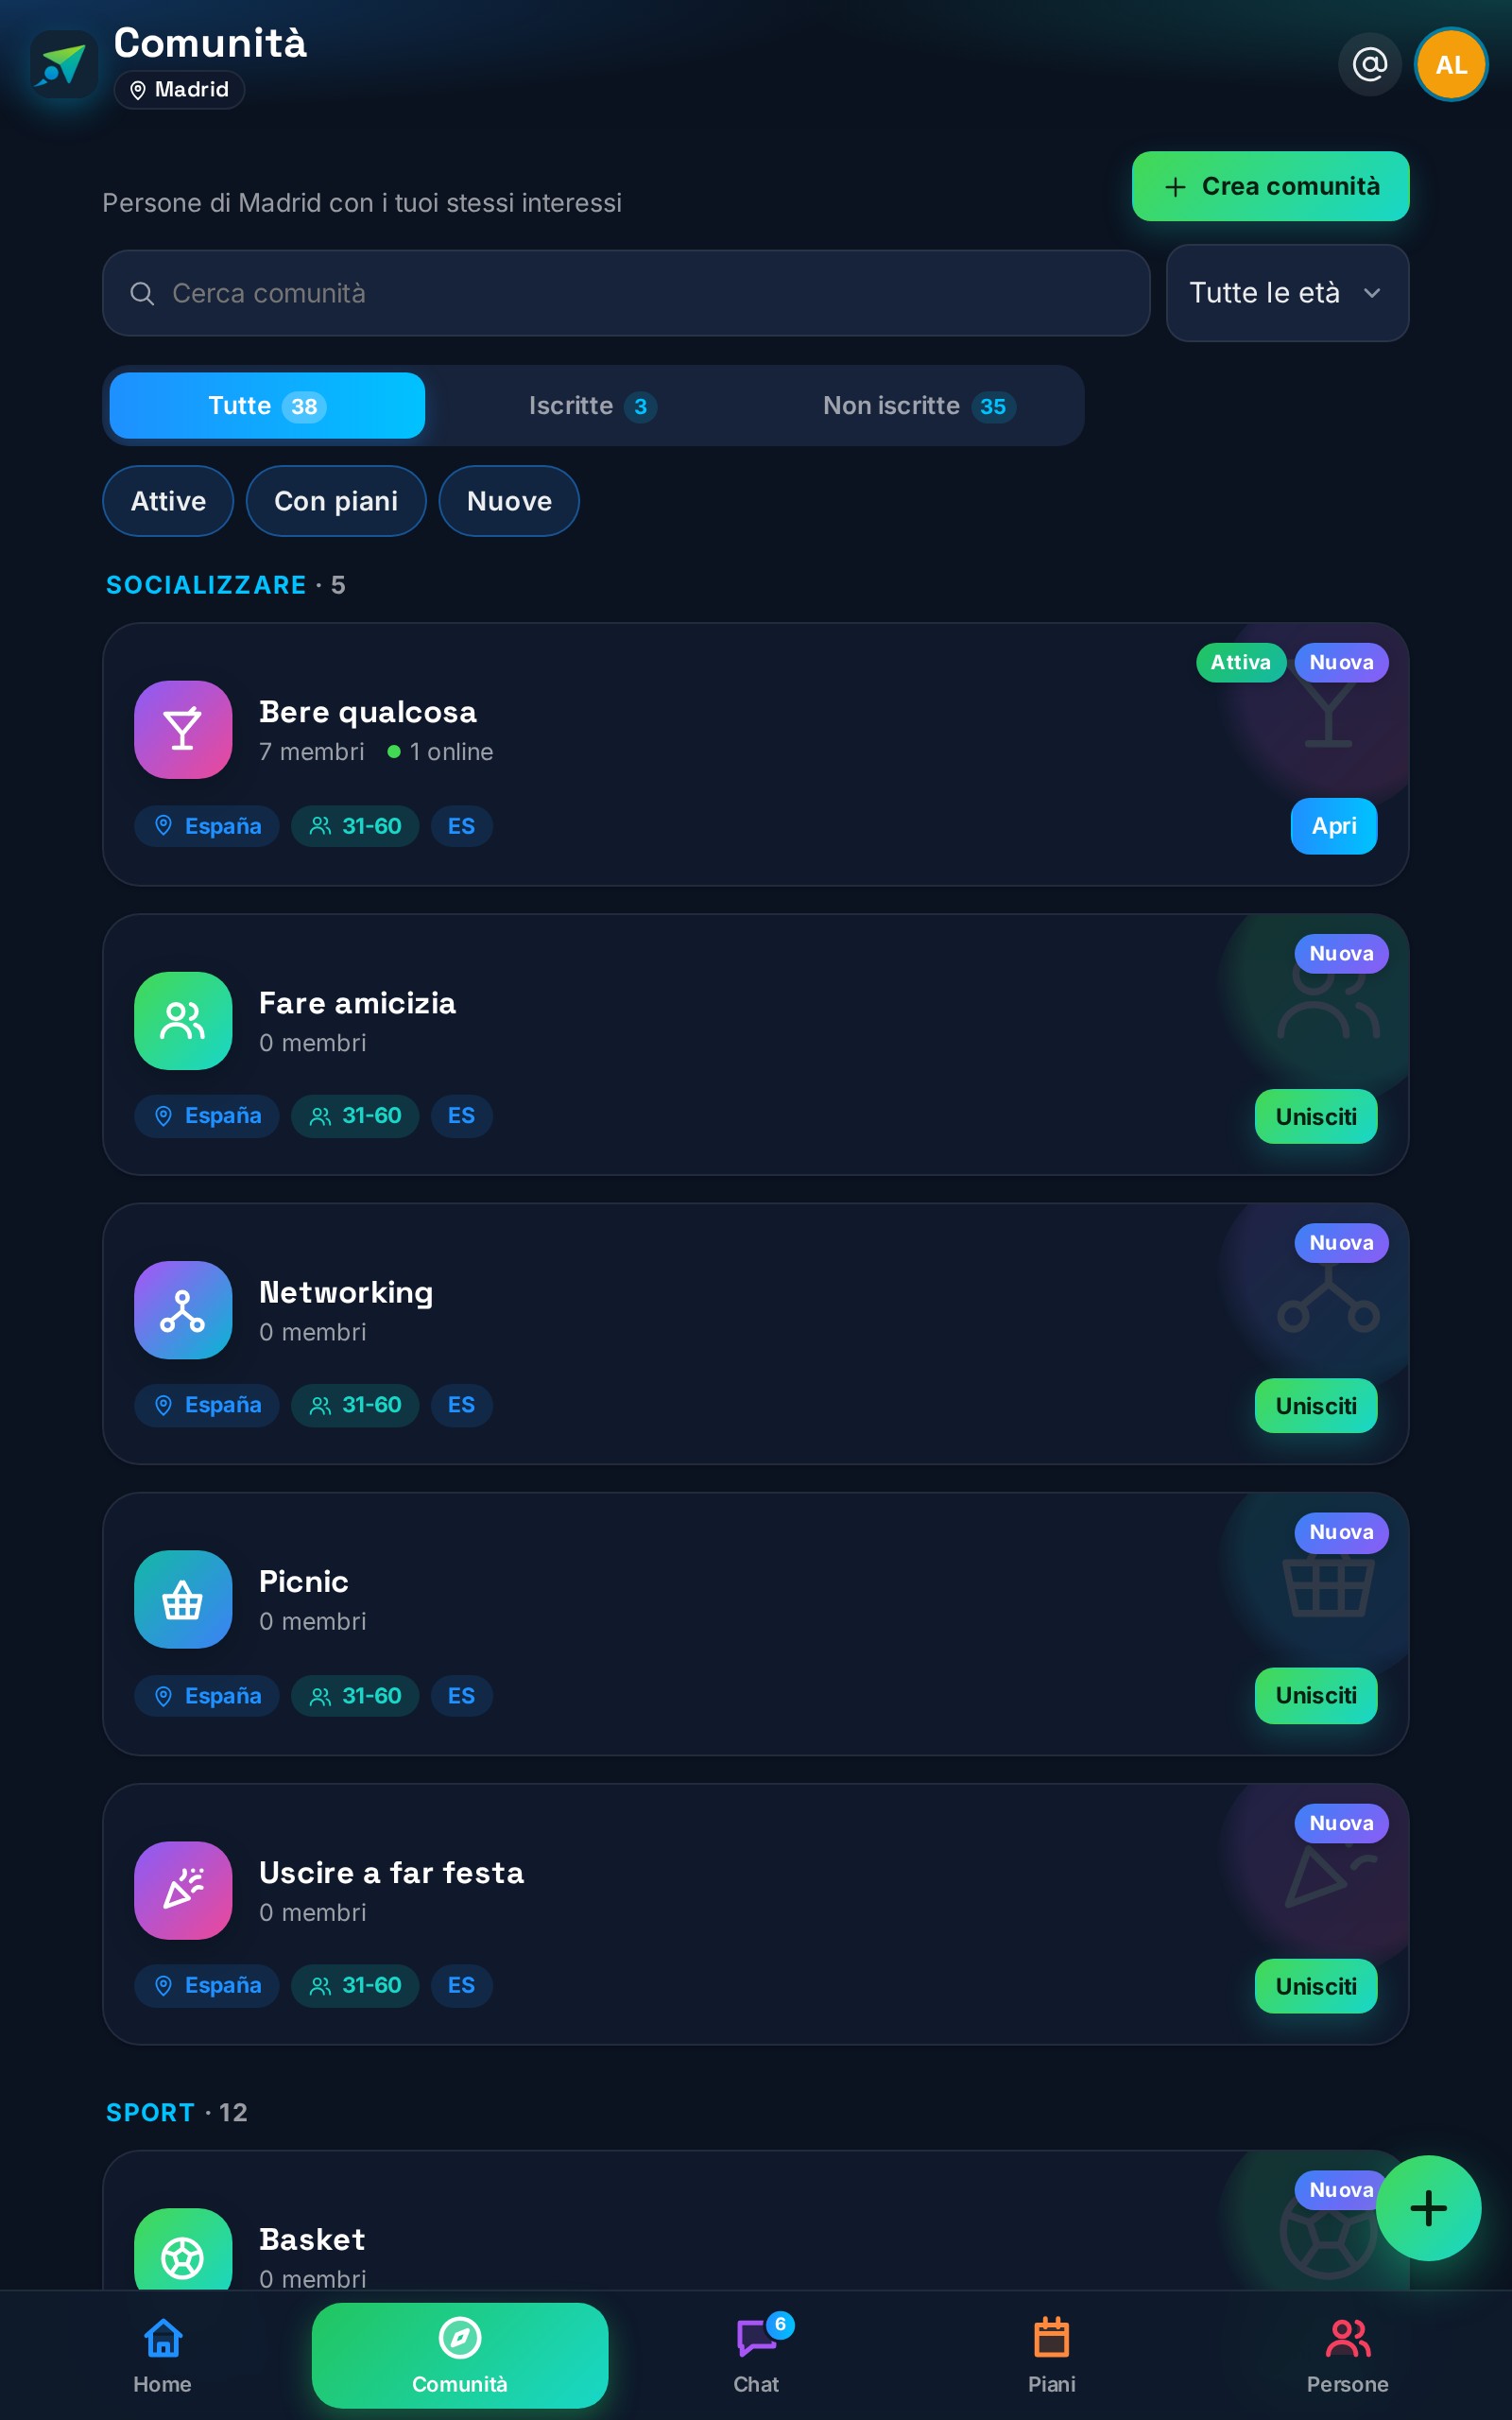 Comunità
Madrid
AL
Persone di Madrid con i tuoi stessi interessi
+ Crea comunità
Cerca comunità
Tutte le età
Tutte 38
Iscritte 3
Non iscritte 35
Attive
Con piani
Nuove
SOCIALIZZARE · 5
Attiva
Nuova
Bere qualcosa
7 membri
1 online
España
31-60
ES
Apri
Nuova
Fare amicizia
0 membri
España
31-60
ES
Unisciti
Nuova
Networking
0 membri
España
31-60
ES
Unisciti
Nuova
Picnic
0 membri
España
31-60
ES
Unisciti
Nuova
Uscire a far festa
0 membri
España
31-60
ES
Unisciti
SPORT · 12
Nuova
Basket
0 membri
Home
Comunità
6
Chat
Piani
Persone